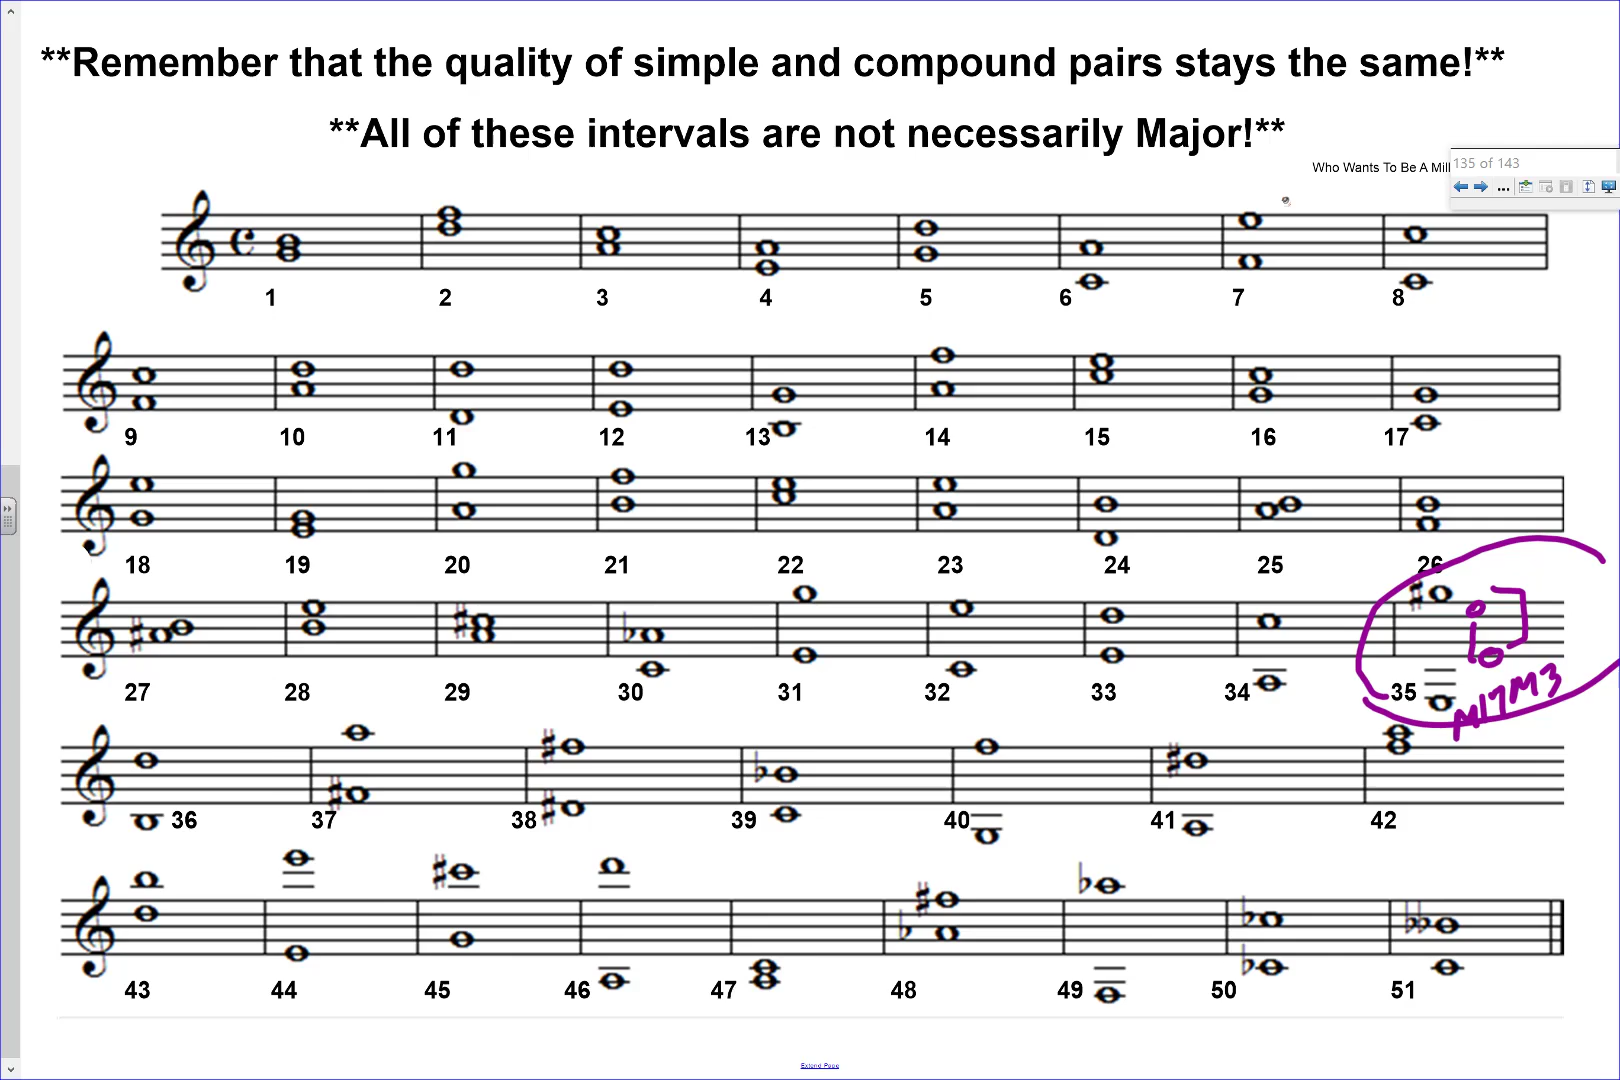 **Remember that the quality of simple and compound pairs stays the same!**
**All of these intervals are not necessarily Major!**
Who Wants To Be A Mill
135 of 143
1 2 3 4 5 6 7 8
9 10 11 12 13 14 15 16 17
18 19 20 21 22 23 24 25 26
27 28 29 30 31 32 33 34 35
M17 M3
36 37 38 39 40 41 42
43 44 45 46 47 48 49 50 51
Extend Page